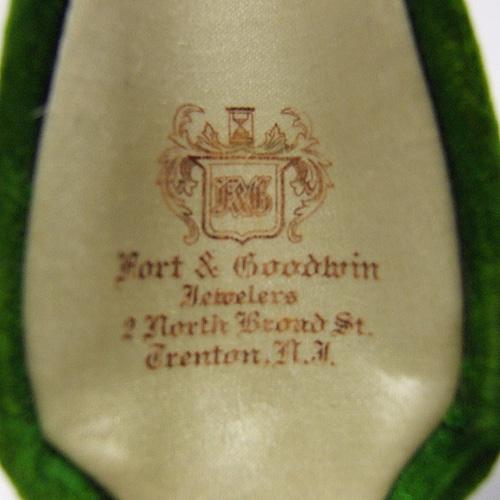 F&G
Fort & Goodwin
Jewelers
2 North Broad St.
Trenton, N.J.